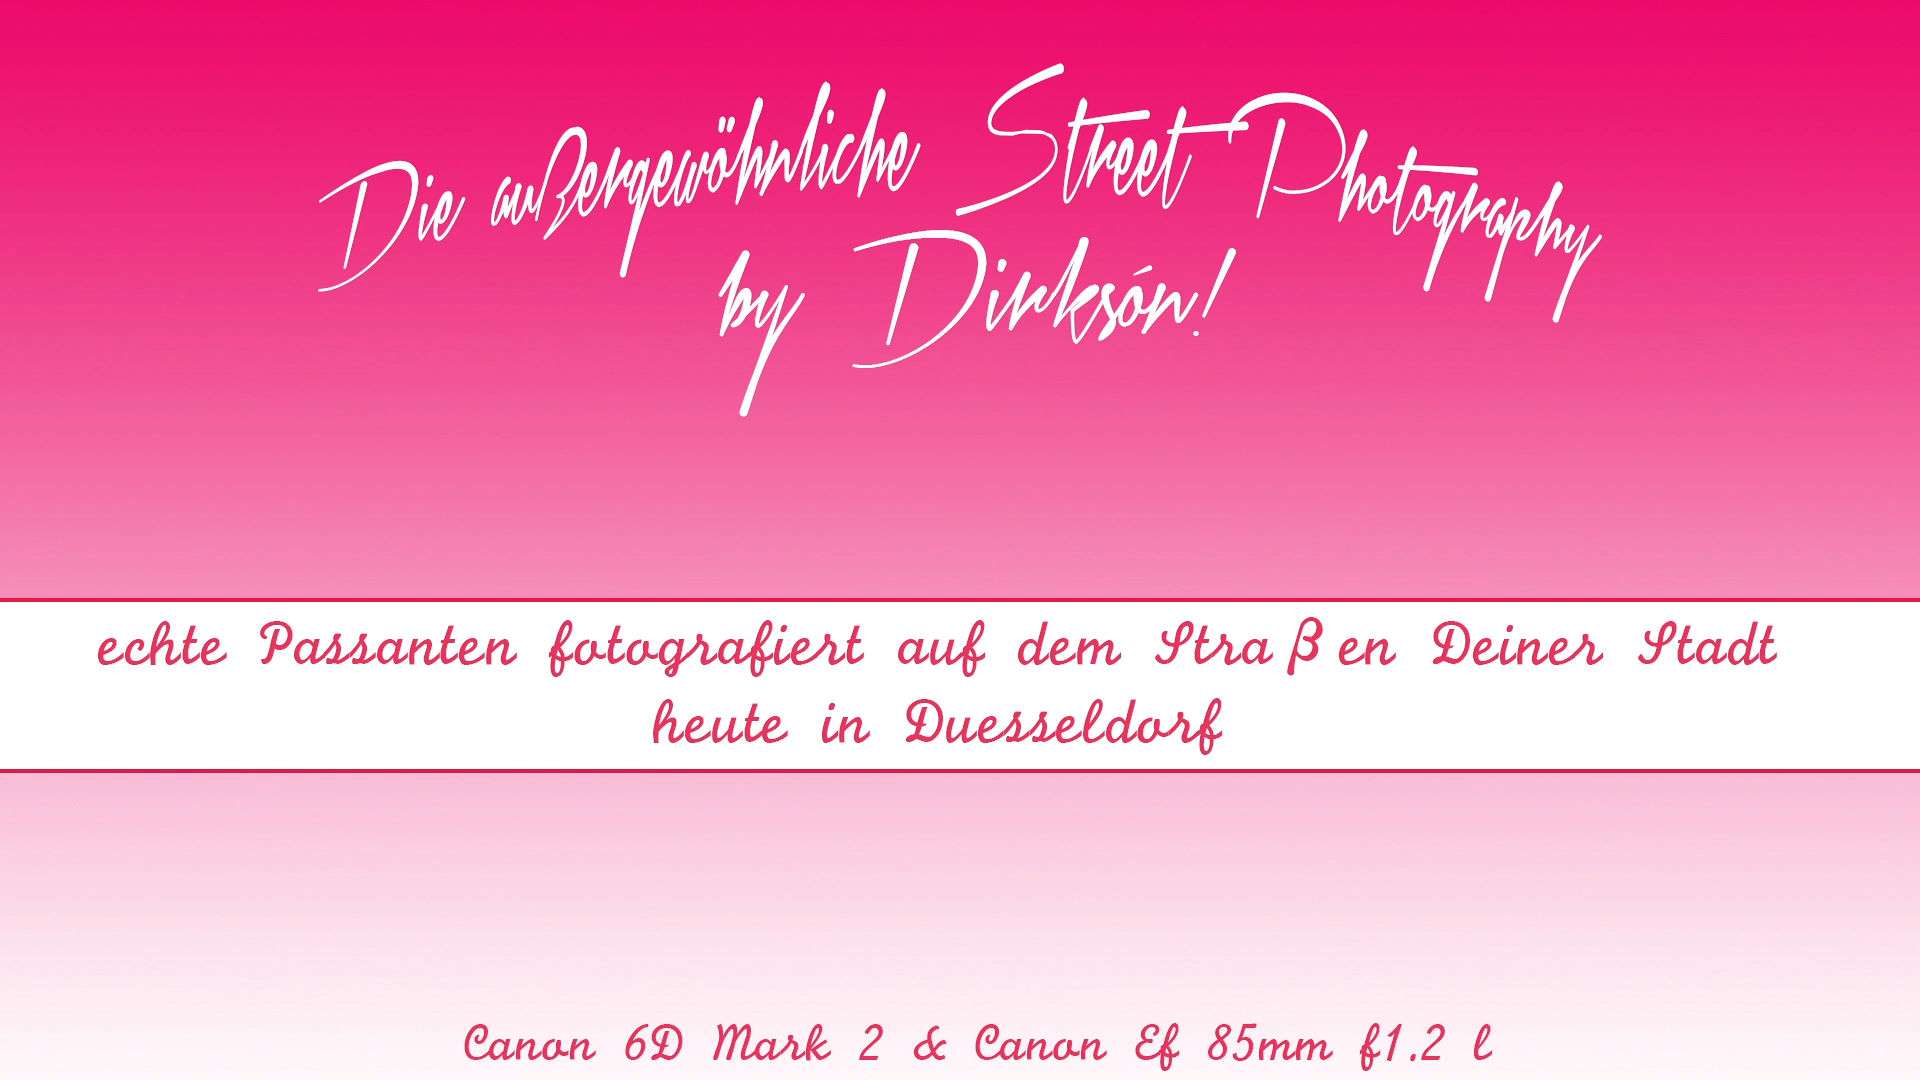 Die außergewöhnliche Street Photography
by Dirksón!
echte Passanten fotografiert auf dem Straßen Deiner Stadt
heute in Duesseldorf
Canon 6D Mark 2 & Canon Ef 85mm f1.2 l